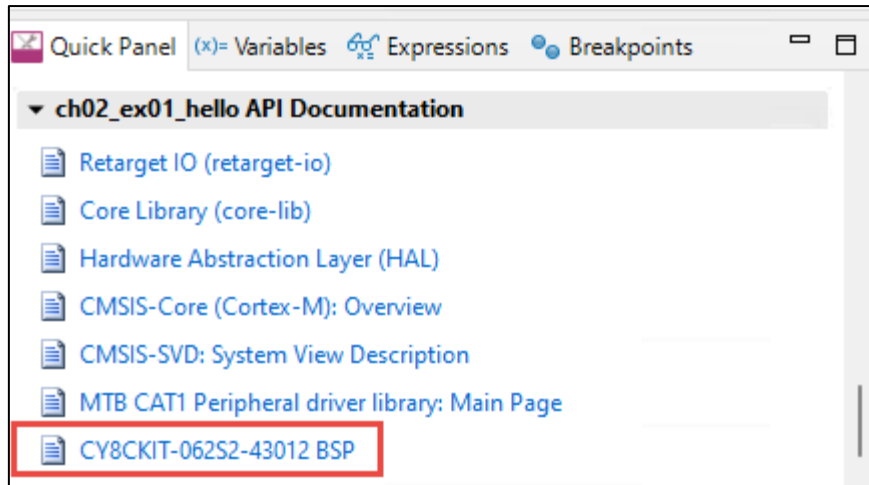 Quick Panel (x)= Variables Expressions Breakpoints
ch02_ex01_hello API Documentation
Retarget IO (retarget-io)
Core Library (core-lib)
Hardware Abstraction Layer (HAL)
CMSIS-Core (Cortex-M): Overview
CMSIS-SVD: System View Description
MTB CAT1 Peripheral driver library: Main Page
CY8CKIT-062S2-43012 BSP